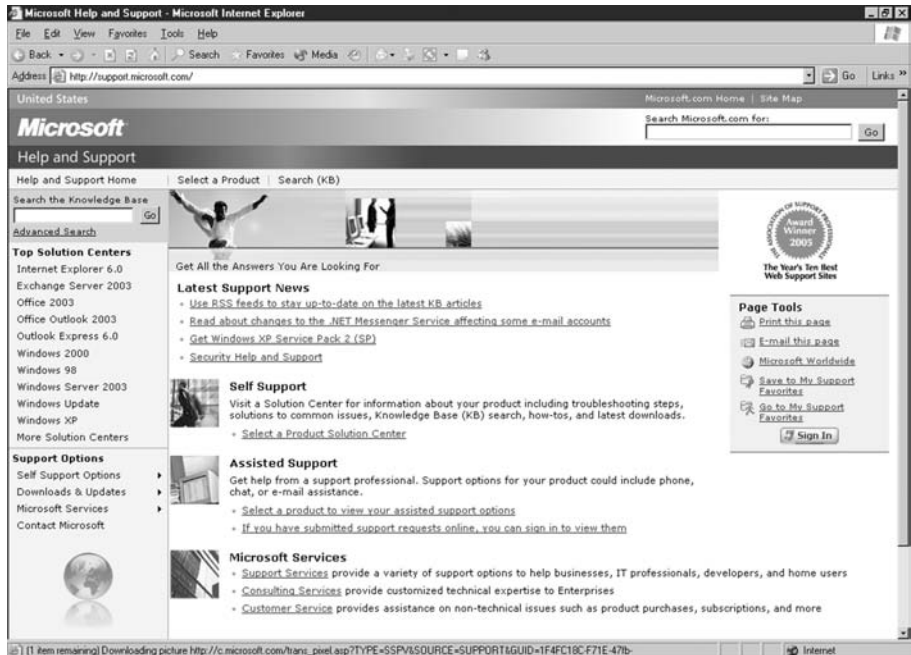 Microsoft Help and Support - Microsoft Internet Explorer
File Edit View Favorites Tools Help
Back Search Favorites Media
Address http://support.microsoft.com/ Go Links »
United States Microsoft.com Home | Site Map
Microsoft
Search Microsoft.com for:
Go
Help and Support
Help and Support Home | Select a Product | Search (KB)
Search the Knowledge Base
Go
Advanced Search
Top Solution Centers
Internet Explorer 6.0
Exchange Server 2003
Office 2003
Office Outlook 2003
Outlook Express 6.0
Windows 2000
Windows 98
Windows Server 2003
Windows Update
Windows XP
More Solution Centers
Support Options
Self Support Options
Downloads & Updates
Microsoft Services
Contact Microsoft
Get All the Answers You Are Looking For
Latest Support News
Use RSS feeds to stay up-to-date on the latest KB articles
Read about changes to the .NET Messenger Service affecting some e-mail accounts
Get Windows XP Service Pack 2 (SP)
Security Help and Support
Self Support
Visit a Solution Center for information about your product including troubleshooting steps,
solutions to common issues, Knowledge Base (KB) search, how-tos, and latest downloads.
Select a Product Solution Center
Assisted Support
Get help from a support professional. Support options for your product could include phone,
chat, or e-mail assistance.
Select a product to view your assisted support options
If you have submitted support requests online, you can sign in to view them
Microsoft Services
Support Services provide a variety of support options to help businesses, IT professionals, developers, and home users
Consulting Services provide customized technical expertise to Enterprises
Customer Service provides assistance on non-technical issues such as product purchases, subscriptions, and more
ASSOCIATION OF SUPPORT PROFESSIONALS
Award
Winner
2005
The Year's Ten Best
Web Support Sites
Page Tools
Print this page
E-mail this page
Microsoft Worldwide
Save to My Support
Favorites
Go to My Support
Favorites
Sign In
(1 item remaining) Downloading picture http://c.microsoft.com/trans_pixel.asp?TYPE=SSPV&SOURCE=SUPPORT&GUID=1F4FC18C-F71E-47fb- Internet